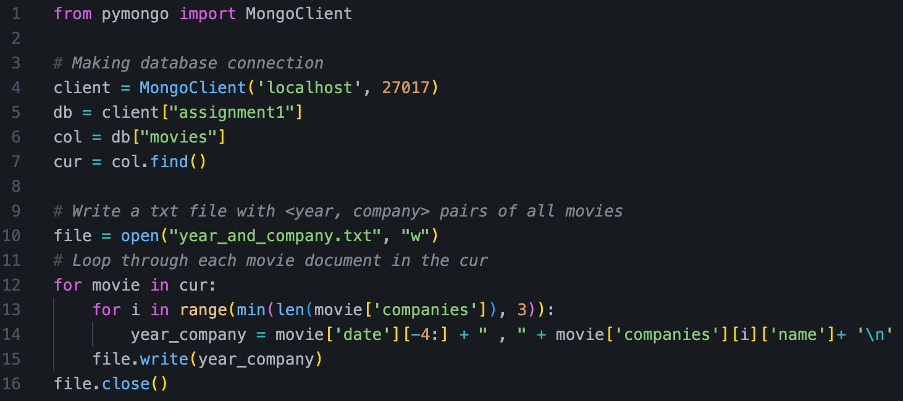 1 from pymongo import MongoClient
2
3 # Making database connection
4 client = MongoClient('localhost', 27017)
5 db = client["assignment1"]
6 col = db["movies"]
7 cur = col.find()
8
9 # Write a txt file with <year, company> pairs of all movies
10 file = open("year_and_company.txt", "w")
11 # Loop through each movie document in the cur
12 for movie in cur:
13     for i in range(min(len(movie['companies']), 3)):
14         year_company = movie['date'][-4:] + " , " + movie['companies'][i]['name']+ '\n'
15     file.write(year_company)
16 file.close()